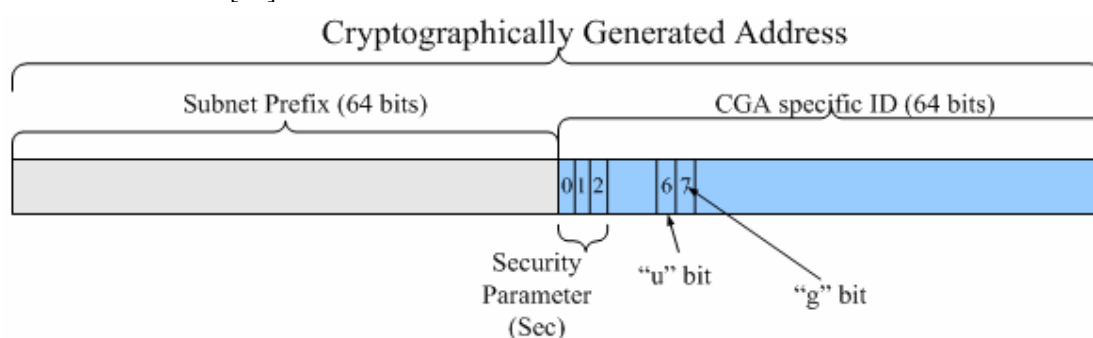 Cryptographically Generated Address
Subnet Prefix (64 bits) CGA specific ID (64 bits)
0 1 2 6 7
Security
Parameter
(Sec)
“u” bit
“g” bit